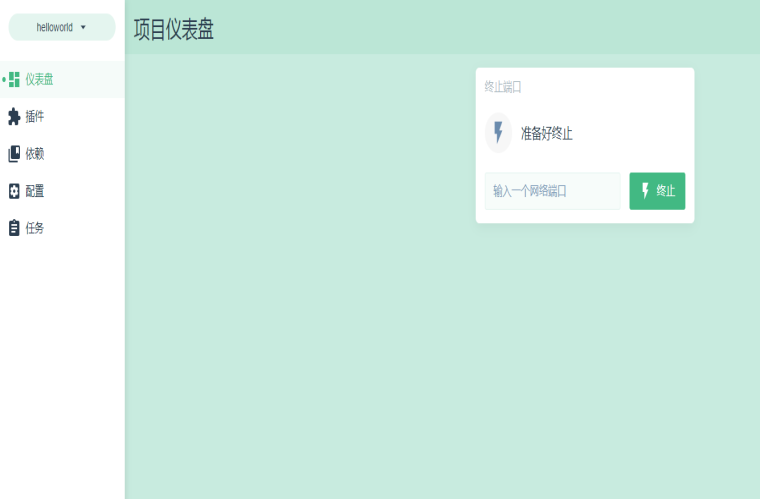 helloworld
项目仪表盘
仪表盘
插件
依赖
配置
任务
终止端口
准备好终止
输入一个网络端口
终止